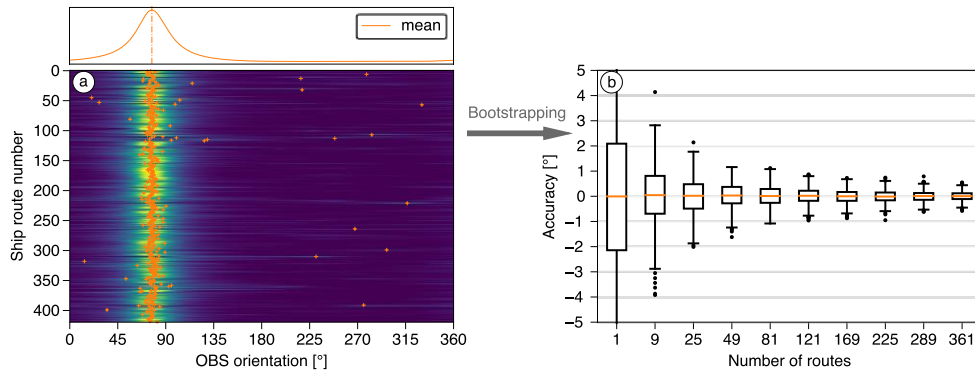 mean
a
0
50
100
150
200
250
300
350
400
Ship route number
0 45 90 135 180 225 270 315 360
OBS orientation [°]
Bootstrapping
b
5
4
3
2
1
0
−1
−2
−3
−4
−5
Accuracy [°]
1 9 25 49 81 121 169 225 289 361
Number of routes